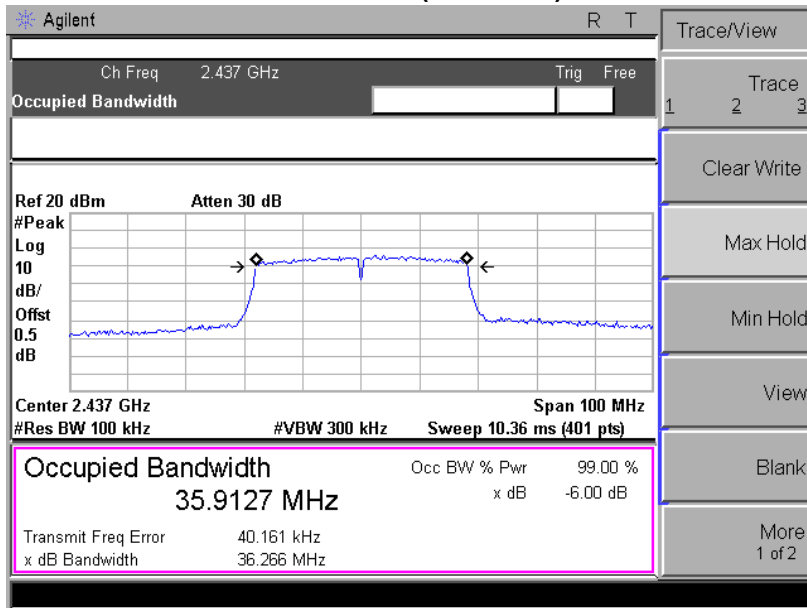 Agilent R T
Ch Freq 2.437 GHz Trig Free
Occupied Bandwidth
Ref 20 dBm Atten 30 dB
#Peak
Log
10
dB/
Offst
0.5
dB
Center 2.437 GHz Span 100 MHz
#Res BW 100 kHz #VBW 300 kHz Sweep 10.36 ms (401 pts)
Occupied Bandwidth
35.9127 MHz
Occ BW % Pwr 99.00 %
x dB -6.00 dB
Transmit Freq Error 40.161 kHz
x dB Bandwidth 36.266 MHz
Trace/View
Trace
1 2 3
Clear Write
Max Hold
Min Hold
View
Blank
More
1 of 2